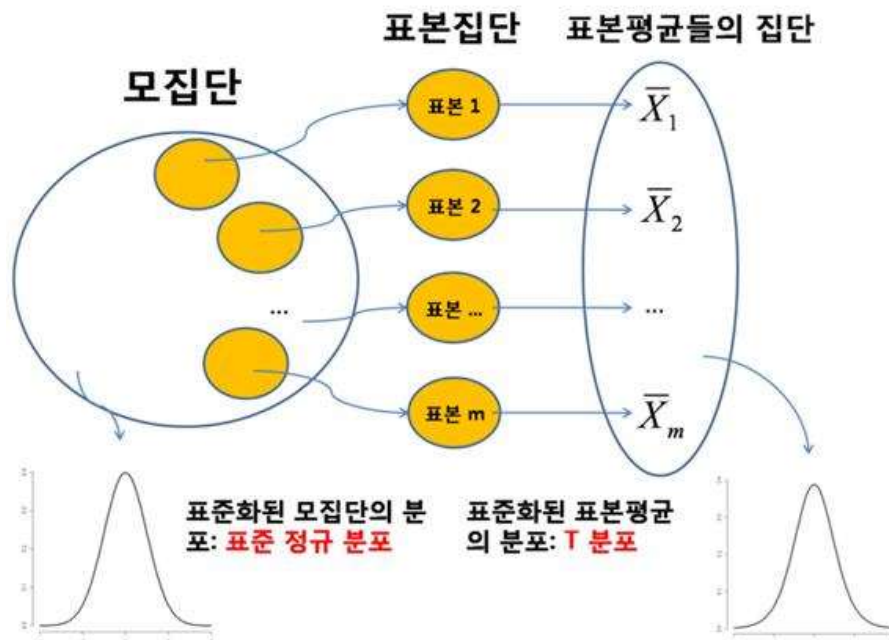 표본집단
표본평균들의 집단
모집단
표본 1
X̅₁
표본 2
X̅₂
...
표본 ...
...
표본 m
X̅ₘ
표준화된 모집단의 분
포: 표준 정규 분포
표준화된 표본평균
의 분포: T 분포